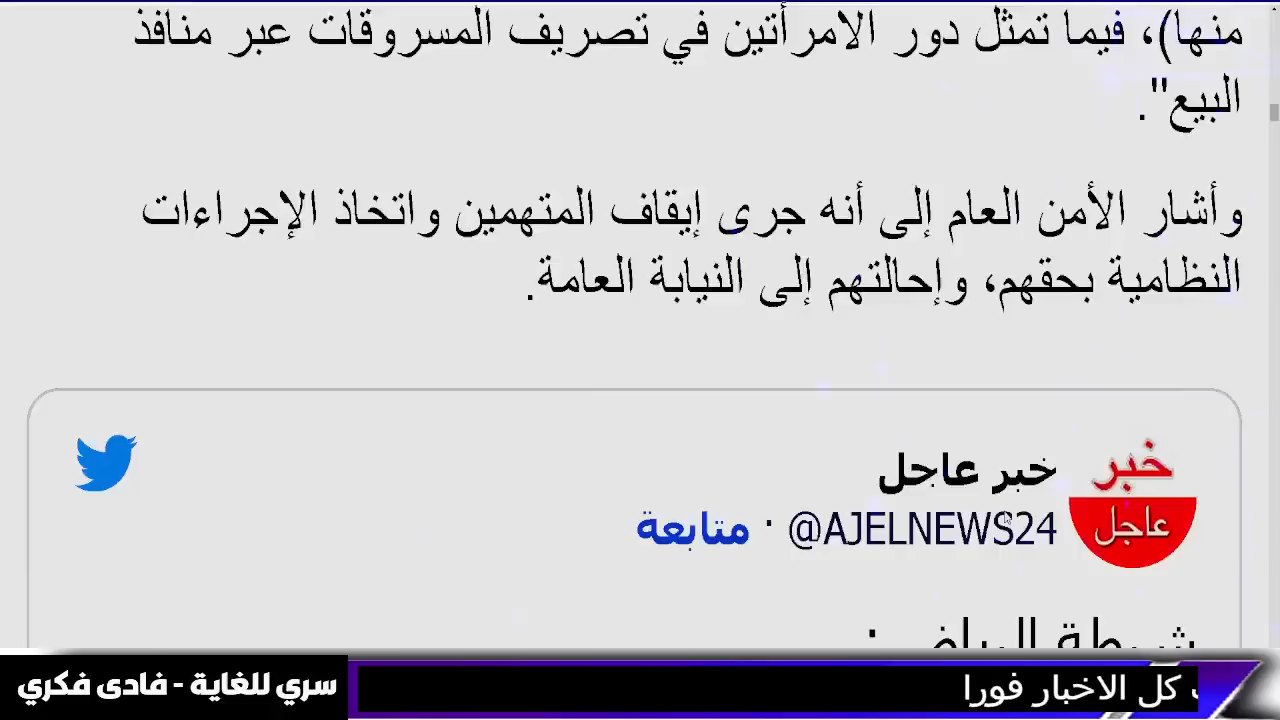 منها)، فيما تمثل دور الامرأتين في تصريف المسروقات عبر منافذ
البيع".
وأشار الأمن العام إلى أنه جرى إيقاف المتهمين واتخاذ الإجراءات
النظامية بحقهم، وإحالتهم إلى النيابة العامة.
خبر عاجل
خبر عاجل
@AJELNEWS24 · متابعة
شرطة الرياض :
كل الاخبار فورا
سري للغاية - فادى فكري